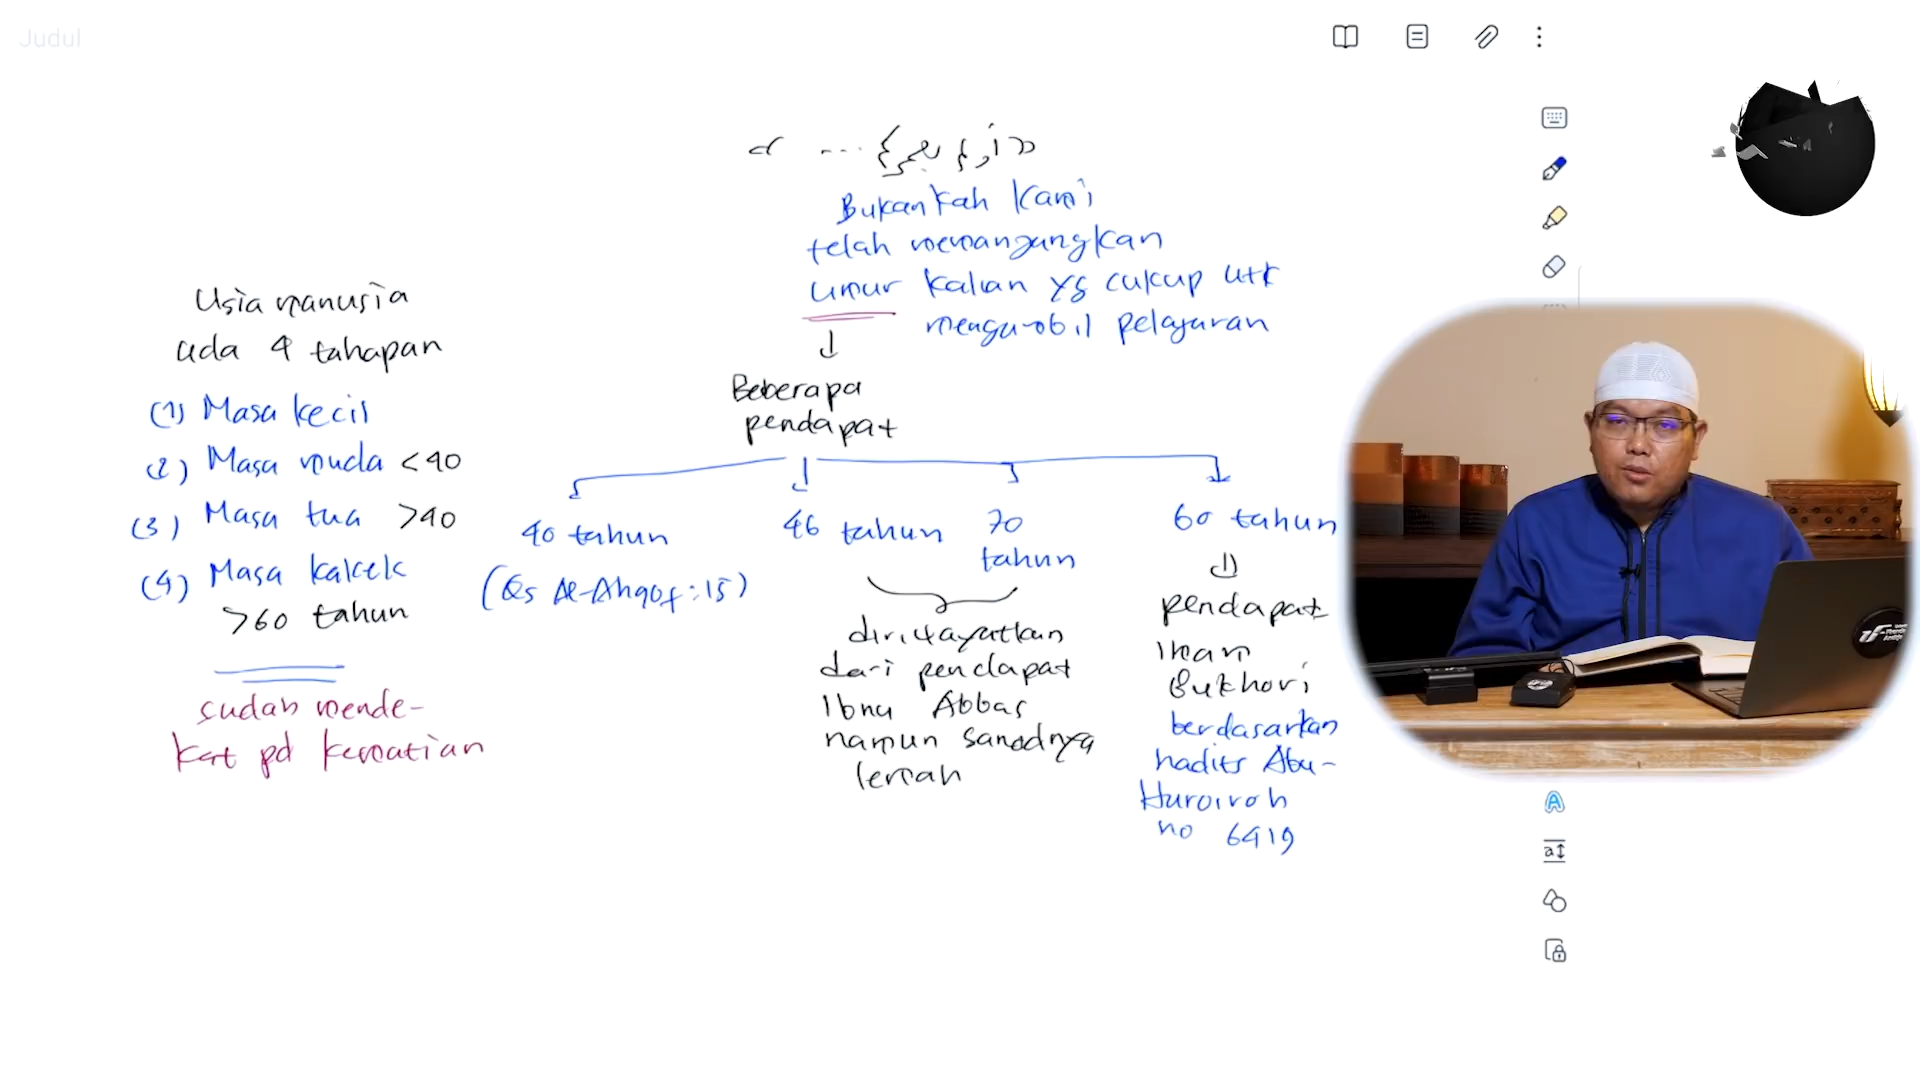 Judul
Bukankah Kami
telah memanjangkan
umur kalian yg cukup utk
mengambil pelajaran
Beberapa
pendapat
40 tahun
(Qs Al-Ahqof:15)
46 tahun
70
tahun
diriwayatkan
dari pendapat
Ibnu Abbas
namun sanadnya
lemah
60 tahun
pendapat
Imam
Bukhori
berdasarkan
hadits Abu-
Huroiroh
no 6419
Usia manusia
ada 4 tahapan
(1) Masa kecil
(2) Masa muda <40
(3) Masa tua >40
(4) Masa kakek
>60 tahun
sudah mende-
kat pd kematian